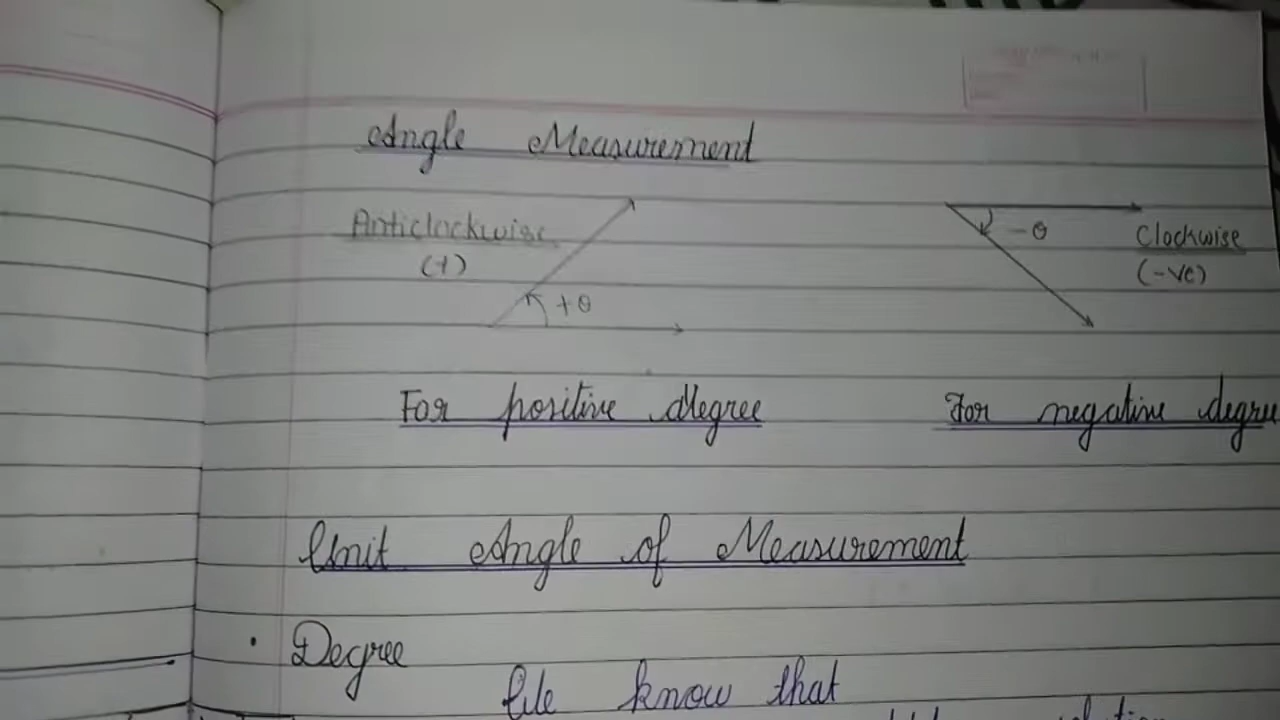 Angle Measurement
Anticlockwise
(+)
+θ
-θ
Clockwise
(-ve)
For positive degree
For negative degree
Unit Angle of Measurement
• Degree
We know that